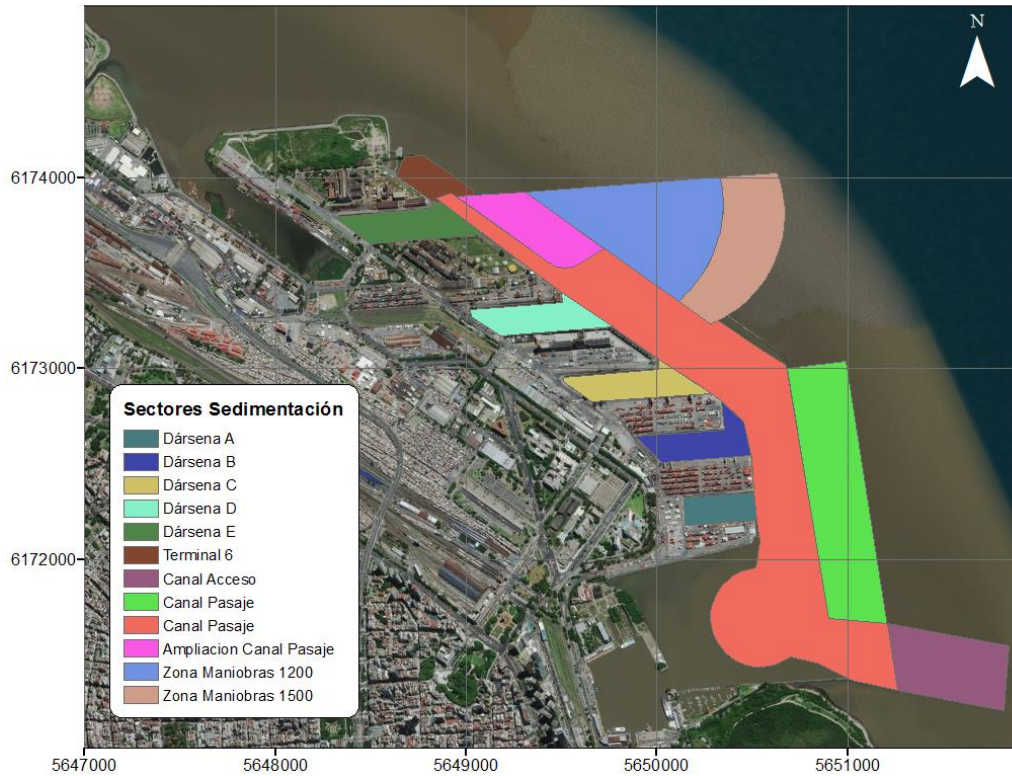 N
6174000
6173000
6172000
Sectores Sedimentación
Dársena A
Dársena B
Dársena C
Dársena D
Dársena E
Terminal 6
Canal Acceso
Canal Pasaje
Canal Pasaje
Ampliacion Canal Pasaje
Zona Maniobras 1200
Zona Maniobras 1500
5647000 5648000 5649000 5650000 5651000